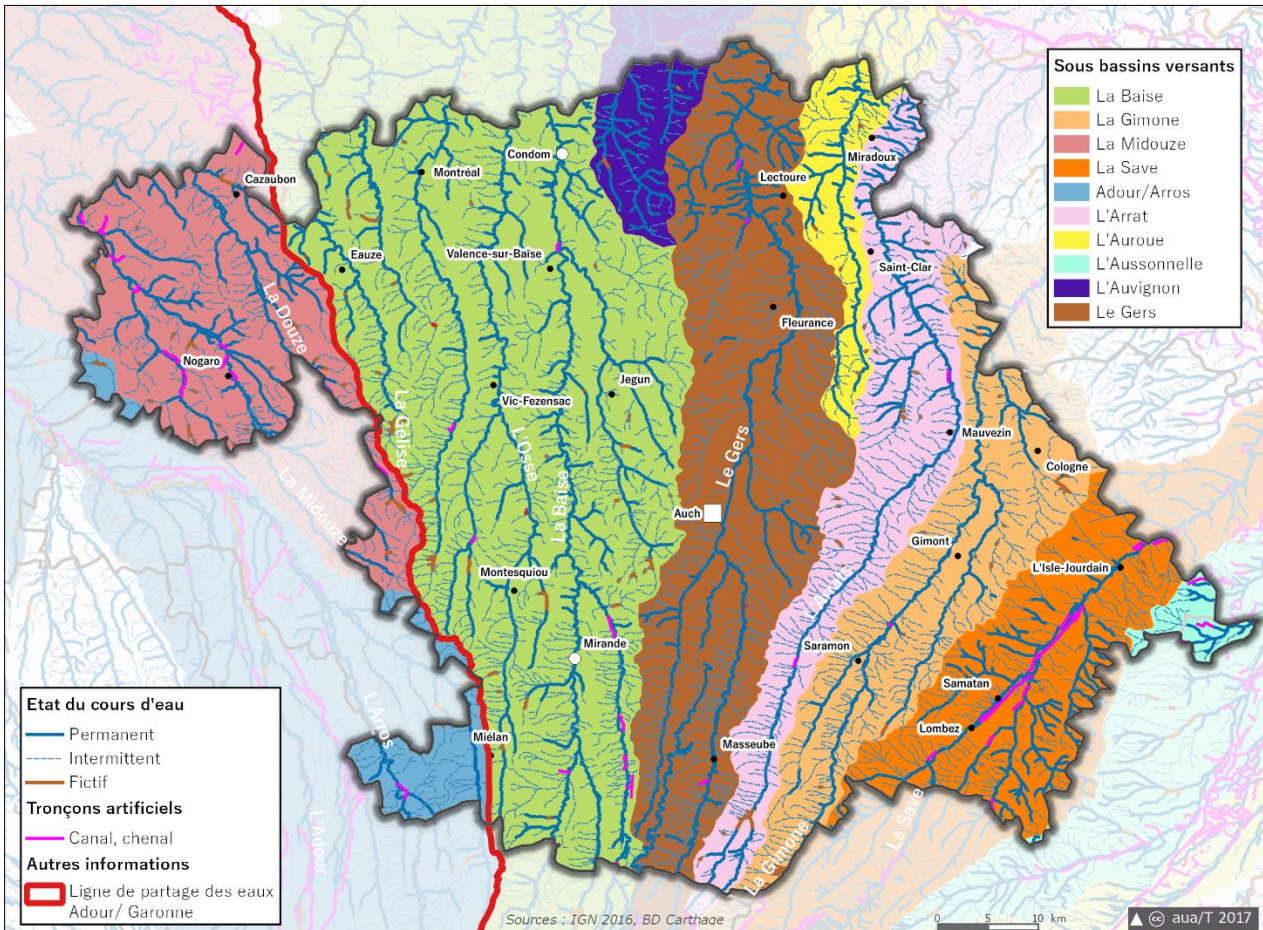 Sous bassins versants
La Baise
La Gimone
La Midouze
La Save
Adour/Arros
L'Arrat
L'Auroue
L'Aussonnelle
L'Auvignon
Le Gers
Condom
Miradoux
Montréal
Cazaubon
Lectoure
Eauze
Valence-sur-Baïse
Saint-Clar
La Douze
Fleurance
Nogaro
Jegun
Vic-Fezensac
La Gélise
L'Osse
Mauvezin
Le Gers
Cologne
La Midouze
La Baïse
Auch
Gimont
L'Isle-Jourdain
Montesquiou
Mirande
Saramon
Samatan
L'Arros
Lombez
Miélan
Masseube
La Save
L'Adour
La Gimone
Etat du cours d'eau
Permanent
Intermittent
Fictif
Tronçons artificiels
Canal, chenal
Autres informations
Ligne de partage des eaux
Adour/ Garonne
Sources : IGN 2016, BD Carthage
0 5 10 km
cc aua/T 2017